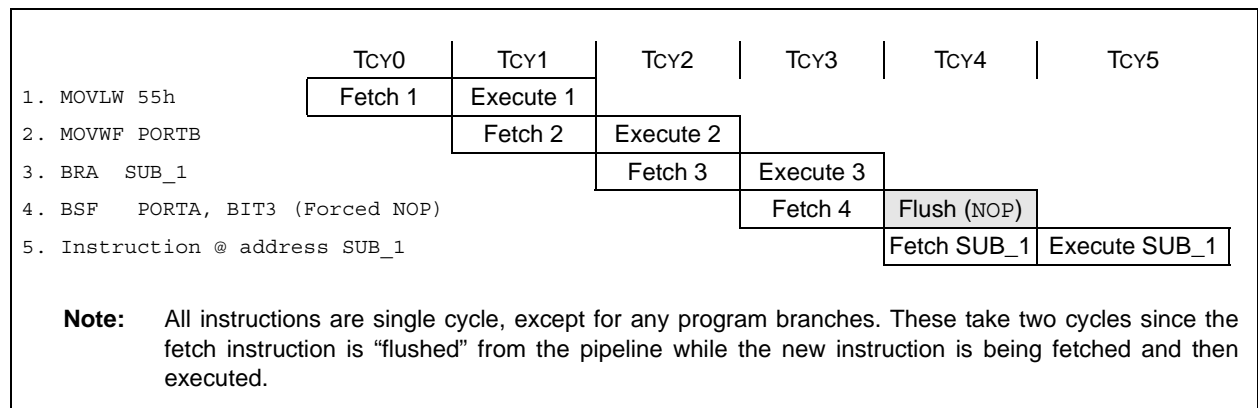 TCY0 TCY1 TCY2 TCY3 TCY4 TCY5
1. MOVLW 55h Fetch 1 Execute 1
2. MOVWF PORTB Fetch 2 Execute 2
3. BRA SUB_1 Fetch 3 Execute 3
4. BSF PORTA, BIT3 (Forced NOP) Fetch 4 Flush (NOP)
5. Instruction @ address SUB_1 Fetch SUB_1 Execute SUB_1
Note: All instructions are single cycle, except for any program branches. These take two cycles since the
fetch instruction is “flushed” from the pipeline while the new instruction is being fetched and then
executed.